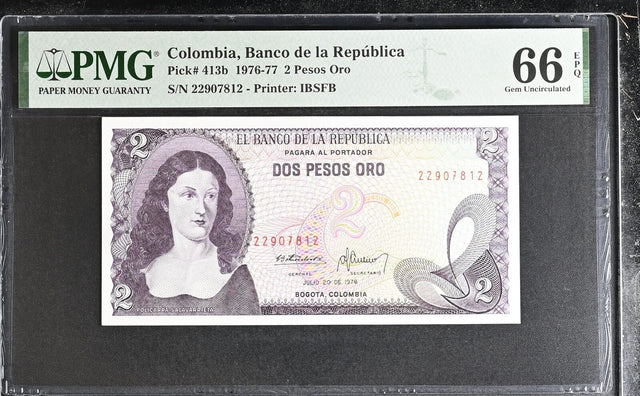 PMG
PAPER MONEY GUARANTY
Colombia, Banco de la República
Pick# 413b 1976-77 2 Pesos Oro
S/N 22907812 - Printer: IBSFB
66 EPQ
Gem Uncirculated
2
2
EL BANCO DE LA REPUBLICA
PAGARA AL PORTADOR
DOS PESOS ORO
22907812
2
22907812
GERENTE
SECRETARIO
JULIO 20 DE 1976
BOGOTA, COLOMBIA
2
2
POLICARPA SALAVARRIETA